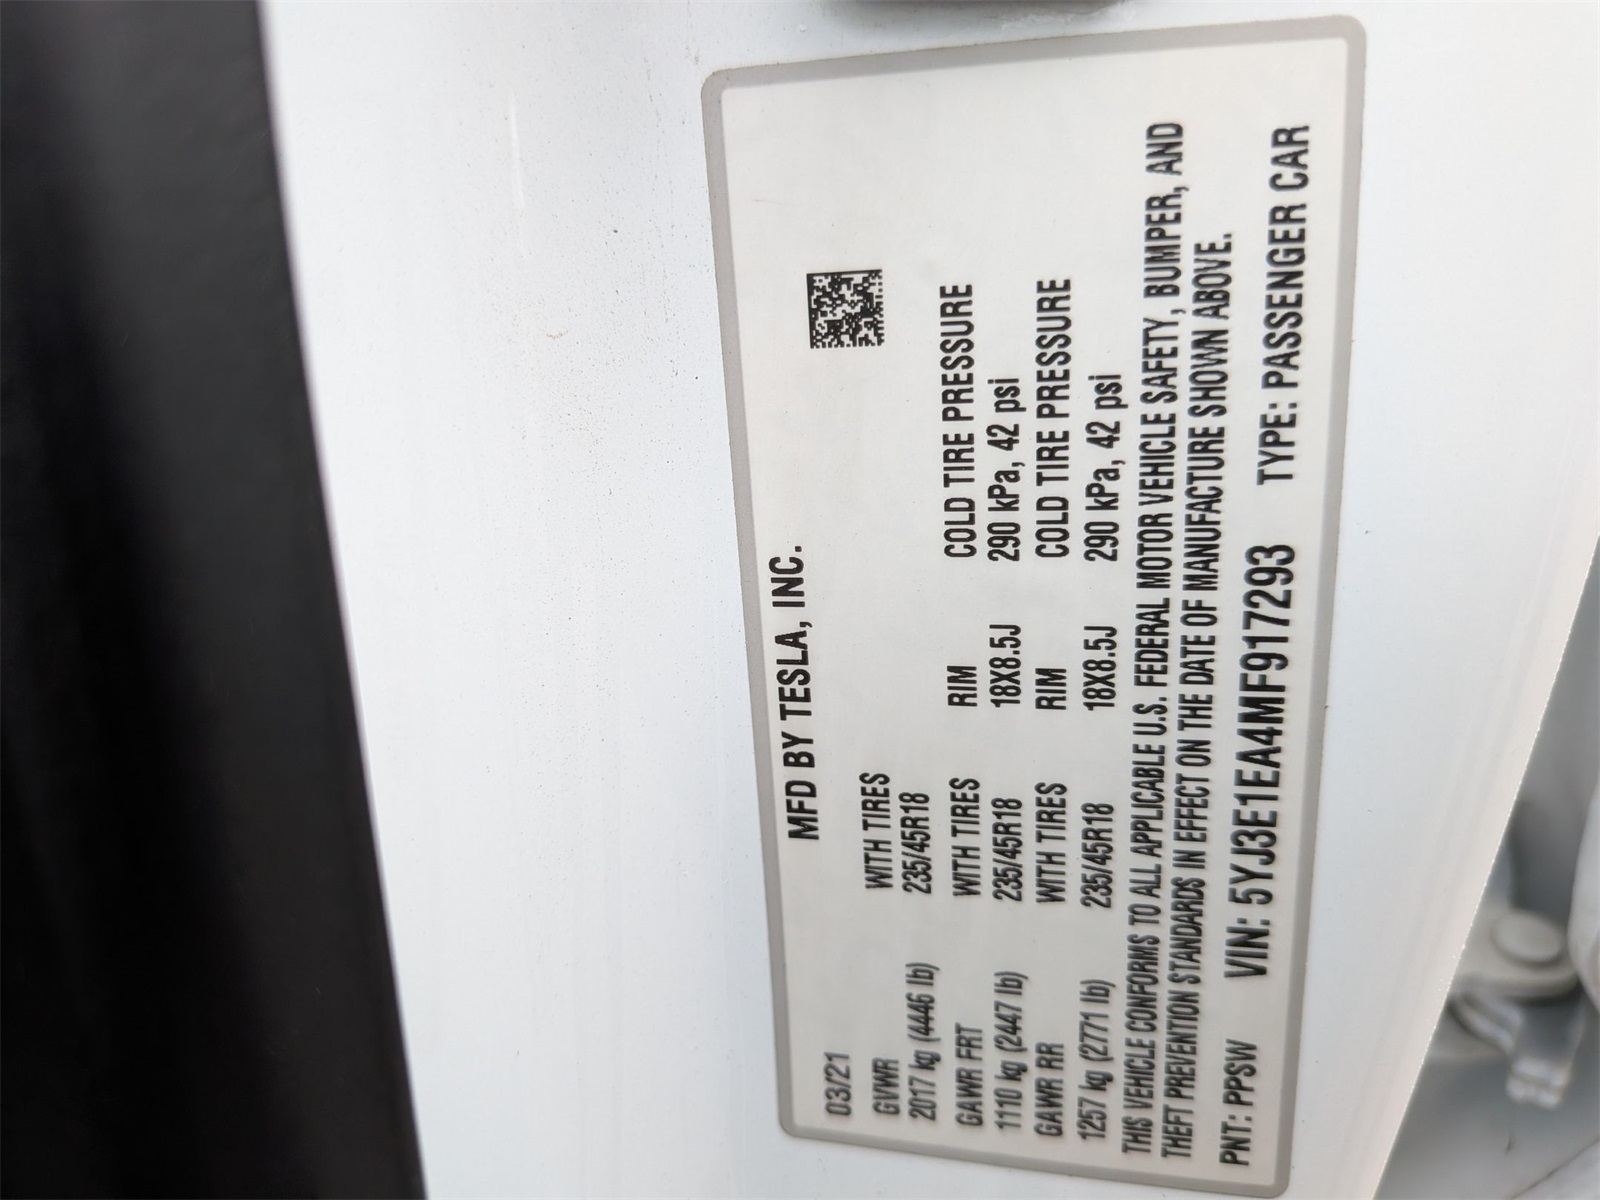 MFD BY TESLA, INC.
03/21
GVWR WITH TIRES
2017 kg (4446 lb) 235/45R18
GAWR FRT WITH TIRES RIM COLD TIRE PRESSURE
1110 kg (2447 lb) 235/45R18 18X8.5J 290 kPa, 42 psi
GAWR RR WITH TIRES RIM COLD TIRE PRESSURE
1257 kg (2771 lb) 235/45R18 18X8.5J 290 kPa, 42 psi
THIS VEHICLE CONFORMS TO ALL APPLICABLE U.S. FEDERAL MOTOR VEHICLE SAFETY, BUMPER, AND
THEFT PREVENTION STANDARDS IN EFFECT ON THE DATE OF MANUFACTURE SHOWN ABOVE.
PNT: PPSW VIN: 5YJ3E1EA4MF917293 TYPE: PASSENGER CAR